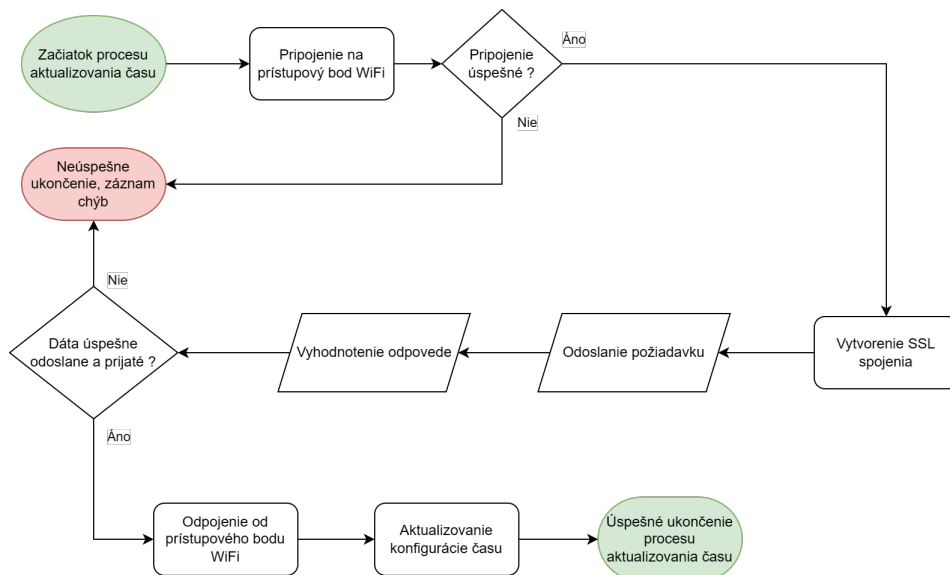 Začiatok procesu
aktualizovania času
Pripojenie na
prístupový bod WiFi
Pripojenie
úspešné ?
Áno
Nie
Neúspešne
ukončenie, záznam
chýb
Nie
Dáta úspešne
odoslane a prijaté ?
Vyhodnotenie odpovede
Odoslanie požiadavku
Vytvorenie SSL
spojenia
Áno
Odpojenie od
prístupového bodu
WiFi
Aktualizovanie
konfigurácie času
Úspešné ukončenie
procesu
aktualizovania času